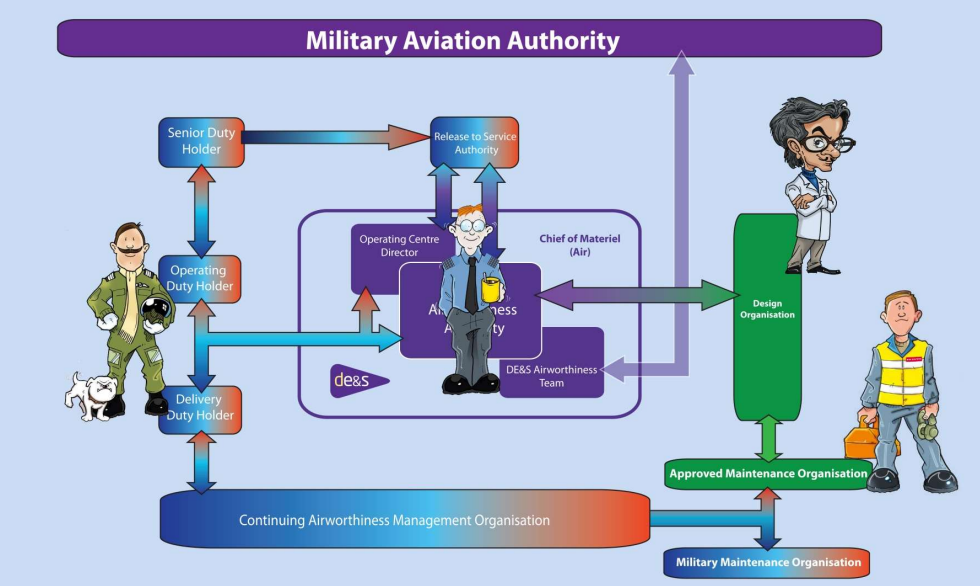 Military Aviation Authority
Senior Duty
Holder
Release to Service
Authority
Operating Centre
Director
Chief of Materiel
(Air)
Operating
Duty Holder
Design
Organisation
DE&S Airworthiness
Team
de&s
Delivery
Duty Holder
Approved Maintenance Organisation
Continuing Airworthiness Management Organisation
Military Maintenance Organisation